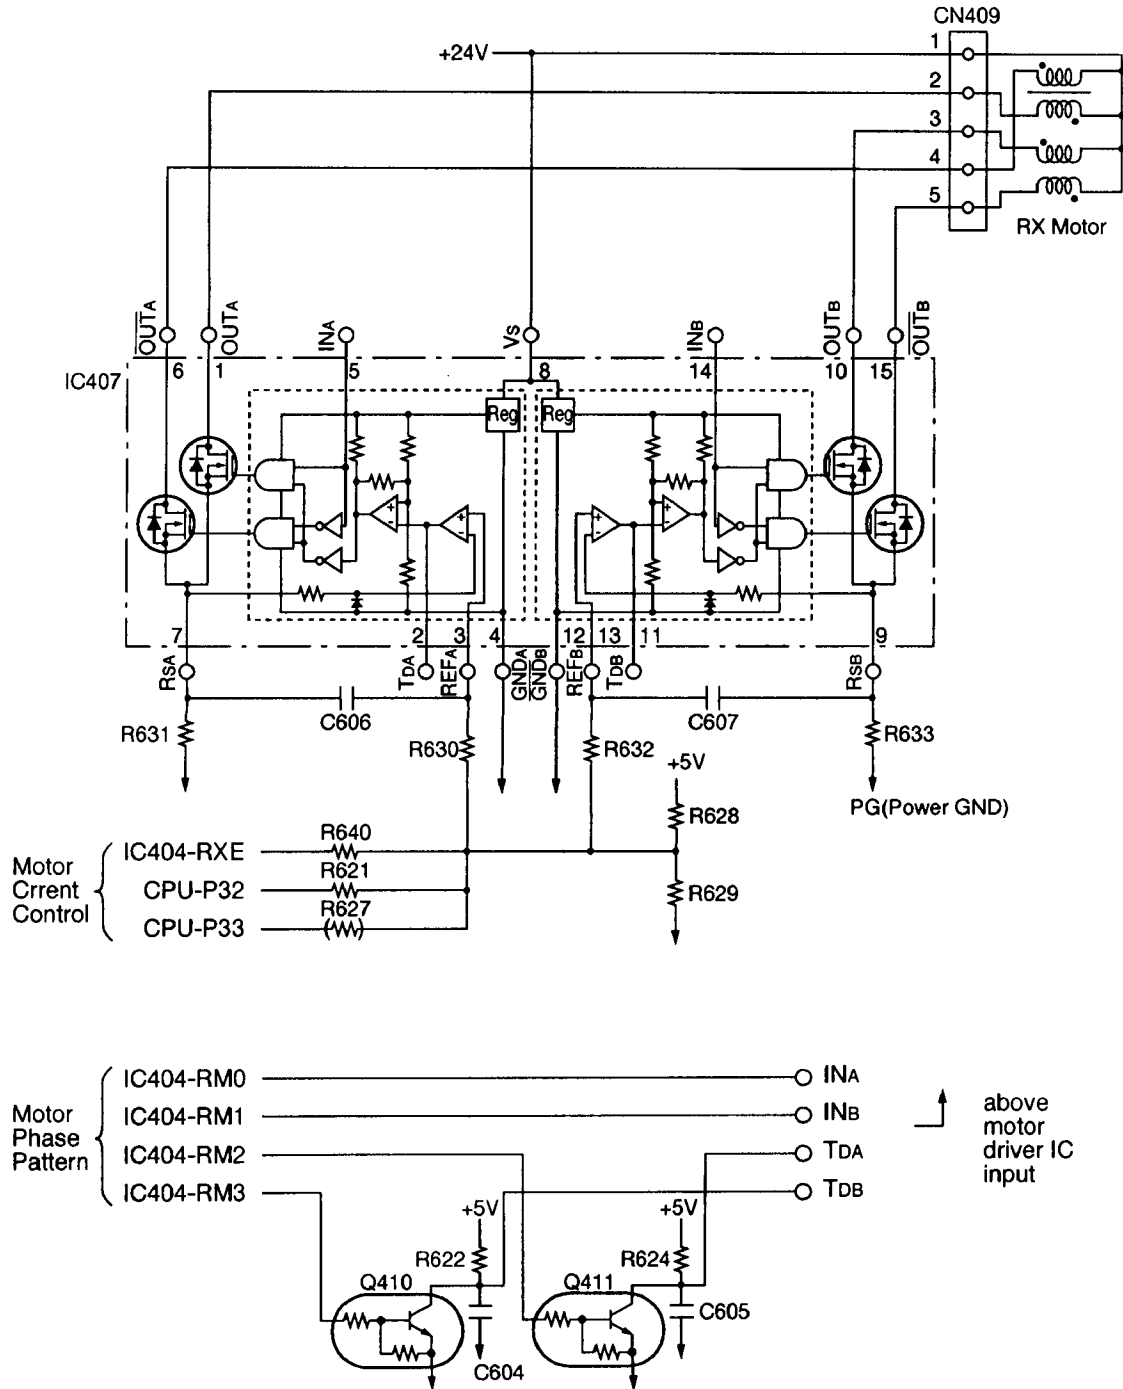 CN409
+24V
1
2
3
4
5
RX Motor
OUTA
OUTA
INA
VS
INB
OUTB
OUTB
6
1
5
8
14
10
15
IC407
Reg
Reg
+
-
+
-
+
-
+
-
7
2
3
4
12
13
11
9
RSA
TDA
REFA
GNDA
GNDB
REFB
TDB
RSB
C606
C607
R631
R630
R632
R633
+5V
R628
PG(Power GND)
R640
IC404-RXE
R621
CPU-P32
R629
R627
CPU-P33
Motor
Crrent
Control
IC404-RM0
INA
IC404-RM1
INB
IC404-RM2
TDA
IC404-RM3
TDB
Motor
Phase
Pattern
above
motor
driver IC
input
+5V
+5V
R622
R624
Q410
Q411
C605
C604